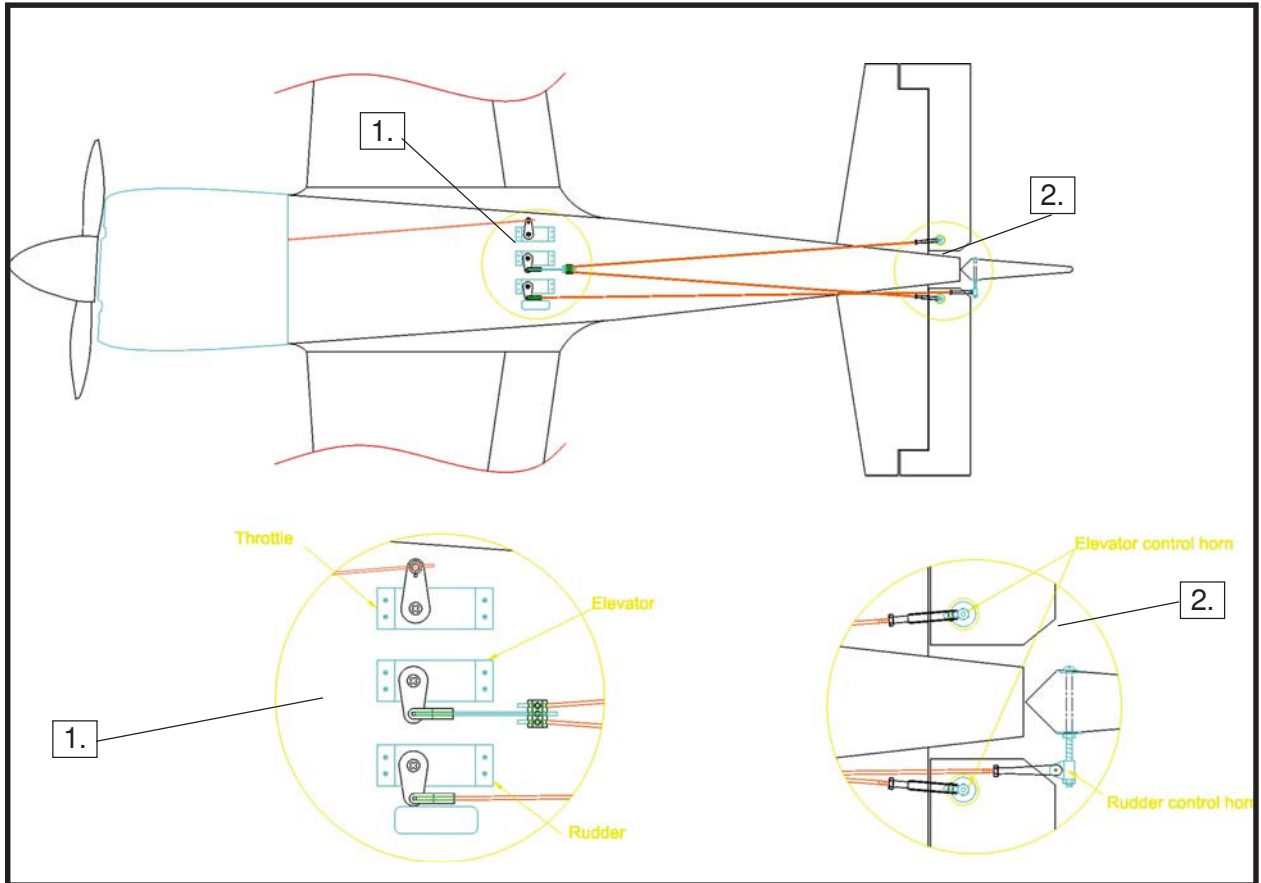 1.
2.
Throttle
Elevator
Elevator control horn
2.
1.
Rudder
Rudder control horn